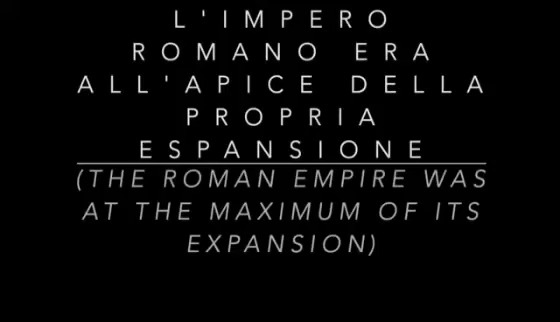 L'IMPERO
ROMANO ERA
ALL'APICE DELLA
PROPRIA
ESPANSIONE
(THE ROMAN EMPIRE WAS
AT THE MAXIMUM OF ITS
EXPANSION)